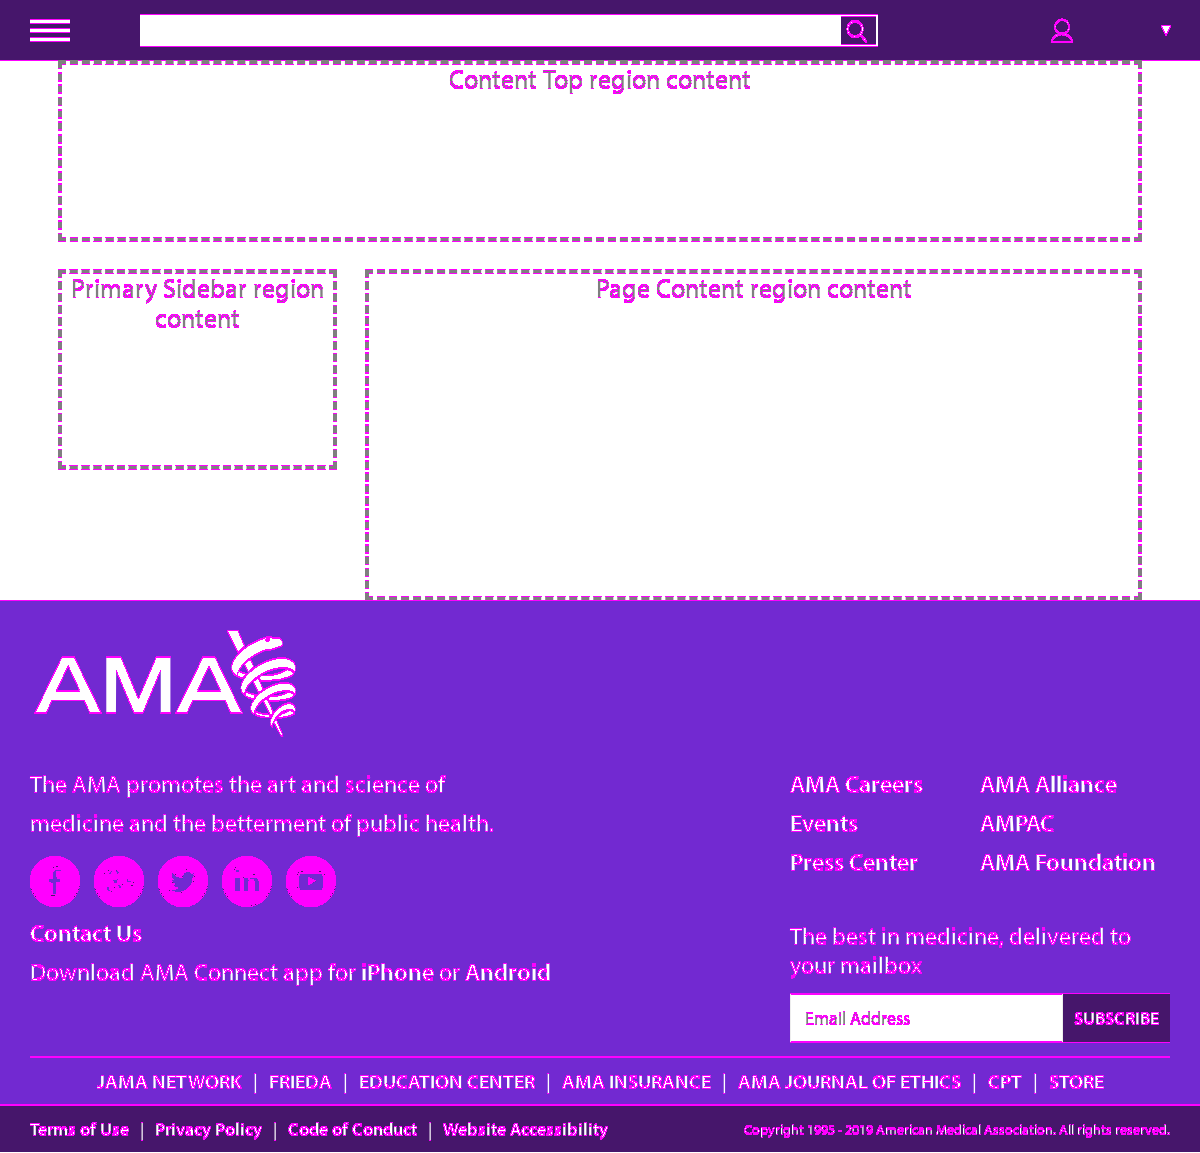 Content Top region content
Primary Sidebar region
content
Page Content region content
AMA
The AMA promotes the art and science of
medicine and the betterment of public health.
Contact Us
Download AMA Connect app for iPhone or Android
AMA Careers
AMA Alliance
Events
AMPAC
Press Center
AMA Foundation
The best in medicine, delivered to
your mailbox
Email Address
SUBSCRIBE
JAMA NETWORK | FRIEDA | EDUCATION CENTER | AMA INSURANCE | AMA JOURNAL OF ETHICS | CPT | STORE
Terms of Use | Privacy Policy | Code of Conduct | Website Accessibility
Copyright 1995 - 2019 American Medical Association. All rights reserved.